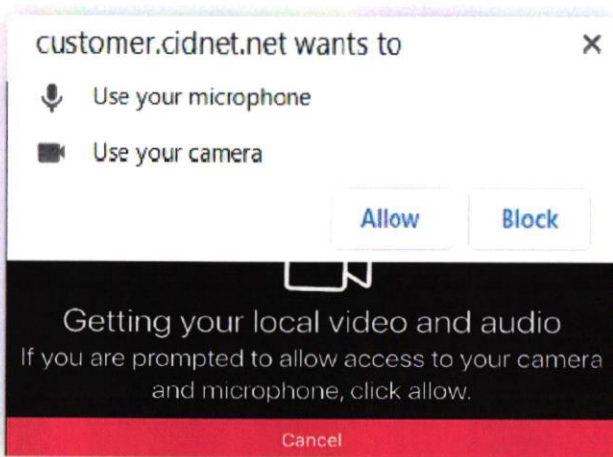 customer.cidnet.net wants to
Use your microphone
Use your camera
Allow
Block
Getting your local video and audio
If you are prompted to allow access to your camera
and microphone, click allow.
Cancel